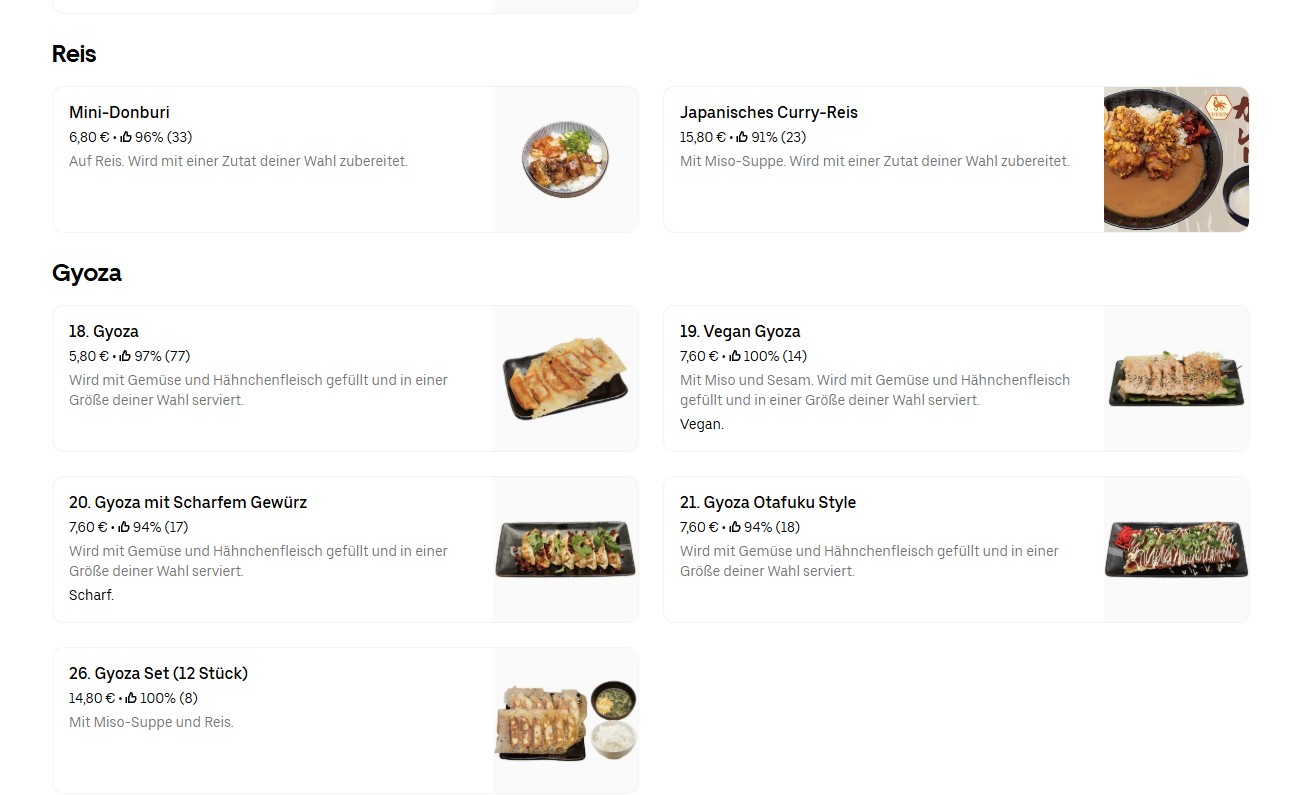 Reis
Mini-Donburi
6,80 € • 96% (33)
Auf Reis. Wird mit einer Zutat deiner Wahl zubereitet.
Japanisches Curry-Reis
15,80 € • 91% (23)
Mit Miso-Suppe. Wird mit einer Zutat deiner Wahl zubereitet.
Gyoza
18. Gyoza
5,80 € • 97% (77)
Wird mit Gemüse und Hähnchenfleisch gefüllt und in einer
Größe deiner Wahl serviert.
19. Vegan Gyoza
7,60 € • 100% (14)
Mit Miso und Sesam. Wird mit Gemüse und Hähnchenfleisch
gefüllt und in einer Größe deiner Wahl serviert.
Vegan.
20. Gyoza mit Scharfem Gewürz
7,60 € • 94% (17)
Wird mit Gemüse und Hähnchenfleisch gefüllt und in einer
Größe deiner Wahl serviert.
Scharf.
21. Gyoza Otafuku Style
7,60 € • 94% (18)
Wird mit Gemüse und Hähnchenfleisch gefüllt und in einer
Größe deiner Wahl serviert.
26. Gyoza Set (12 Stück)
14,80 € • 100% (8)
Mit Miso-Suppe und Reis.